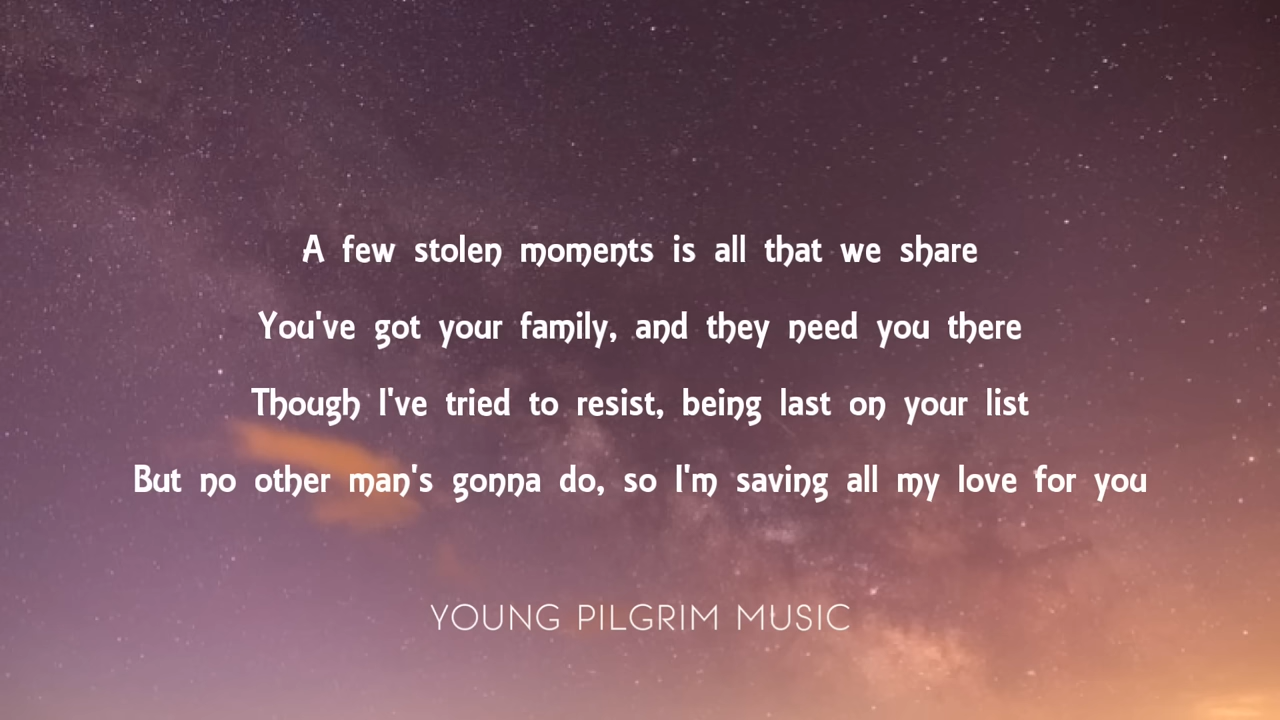 A few stolen moments is all that we share
You've got your family, and they need you there
Though I've tried to resist, being last on your list
But no other man's gonna do, so I'm saving all my love for you
YOUNG PILGRIM MUSIC